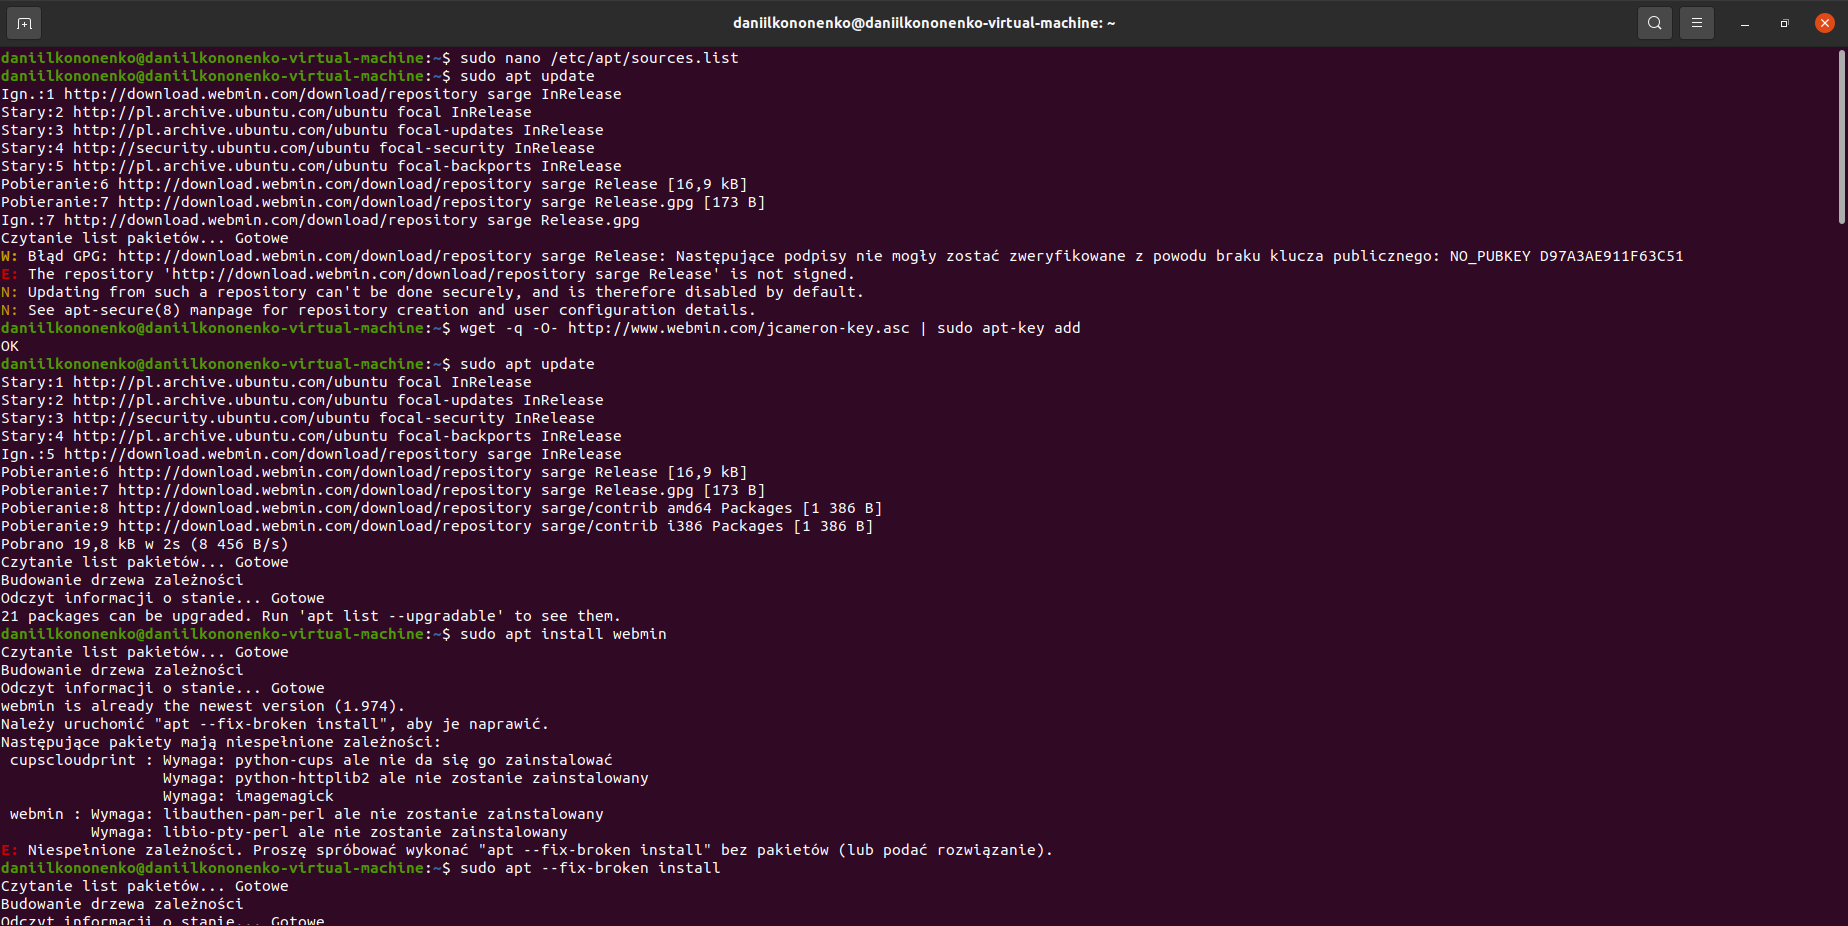 daniilkononenko@daniilkononenko-virtual-machine: ~
daniilkononenko@daniilkononenko-virtual-machine:~$ sudo nano /etc/apt/sources.list
daniilkononenko@daniilkononenko-virtual-machine:~$ sudo apt update
Ign.:1 http://download.webmin.com/download/repository sarge InRelease
Stary:2 http://pl.archive.ubuntu.com/ubuntu focal InRelease
Stary:3 http://pl.archive.ubuntu.com/ubuntu focal-updates InRelease
Stary:4 http://security.ubuntu.com/ubuntu focal-security InRelease
Stary:5 http://pl.archive.ubuntu.com/ubuntu focal-backports InRelease
Pobieranie:6 http://download.webmin.com/download/repository sarge Release [16,9 kB]
Pobieranie:7 http://download.webmin.com/download/repository sarge Release.gpg [173 B]
Ign.:7 http://download.webmin.com/download/repository sarge Release.gpg
Czytanie list pakietów... Gotowe
W: Błąd GPG: http://download.webmin.com/download/repository sarge Release: Następujące podpisy nie mogły zostać zweryfikowane z powodu braku klucza publicznego: NO_PUBKEY D97A3AE911F63C51
E: The repository 'http://download.webmin.com/download/repository sarge Release' is not signed.
N: Updating from such a repository can't be done securely, and is therefore disabled by default.
N: See apt-secure(8) manpage for repository creation and user configuration details.
daniilkononenko@daniilkononenko-virtual-machine:~$ wget -q -O- http://www.webmin.com/jcameron-key.asc | sudo apt-key add
OK
daniilkononenko@daniilkononenko-virtual-machine:~$ sudo apt update
Stary:1 http://pl.archive.ubuntu.com/ubuntu focal InRelease
Stary:2 http://pl.archive.ubuntu.com/ubuntu focal-updates InRelease
Stary:3 http://security.ubuntu.com/ubuntu focal-security InRelease
Stary:4 http://pl.archive.ubuntu.com/ubuntu focal-backports InRelease
Ign.:5 http://download.webmin.com/download/repository sarge InRelease
Pobieranie:6 http://download.webmin.com/download/repository sarge Release [16,9 kB]
Pobieranie:7 http://download.webmin.com/download/repository sarge Release.gpg [173 B]
Pobieranie:8 http://download.webmin.com/download/repository sarge/contrib amd64 Packages [1 386 B]
Pobieranie:9 http://download.webmin.com/download/repository sarge/contrib i386 Packages [1 386 B]
Pobrano 19,8 kB w 2s (8 456 B/s)
Czytanie list pakietów... Gotowe
Budowanie drzewa zależności
Odczyt informacji o stanie... Gotowe
21 packages can be upgraded. Run 'apt list --upgradable' to see them.
daniilkononenko@daniilkononenko-virtual-machine:~$ sudo apt install webmin
Czytanie list pakietów... Gotowe
Budowanie drzewa zależności
Odczyt informacji o stanie... Gotowe
webmin is already the newest version (1.974).
Należy uruchomić "apt --fix-broken install", aby je naprawić.
Następujące pakiety mają niespełnione zależności:
cupscloudprint : Wymaga: python-cups ale nie da się go zainstalować
Wymaga: python-httplib2 ale nie zostanie zainstalowany
Wymaga: imagemagick
webmin : Wymaga: libauthen-pam-perl ale nie zostanie zainstalowany
Wymaga: libio-pty-perl ale nie zostanie zainstalowany
E: Niespełnione zależności. Proszę spróbować wykonać "apt --fix-broken install" bez pakietów (lub podać rozwiązanie).
daniilkononenko@daniilkononenko-virtual-machine:~$ sudo apt --fix-broken install
Czytanie list pakietów... Gotowe
Budowanie drzewa zależności
Odczyt informacji o stanie... Gotowe